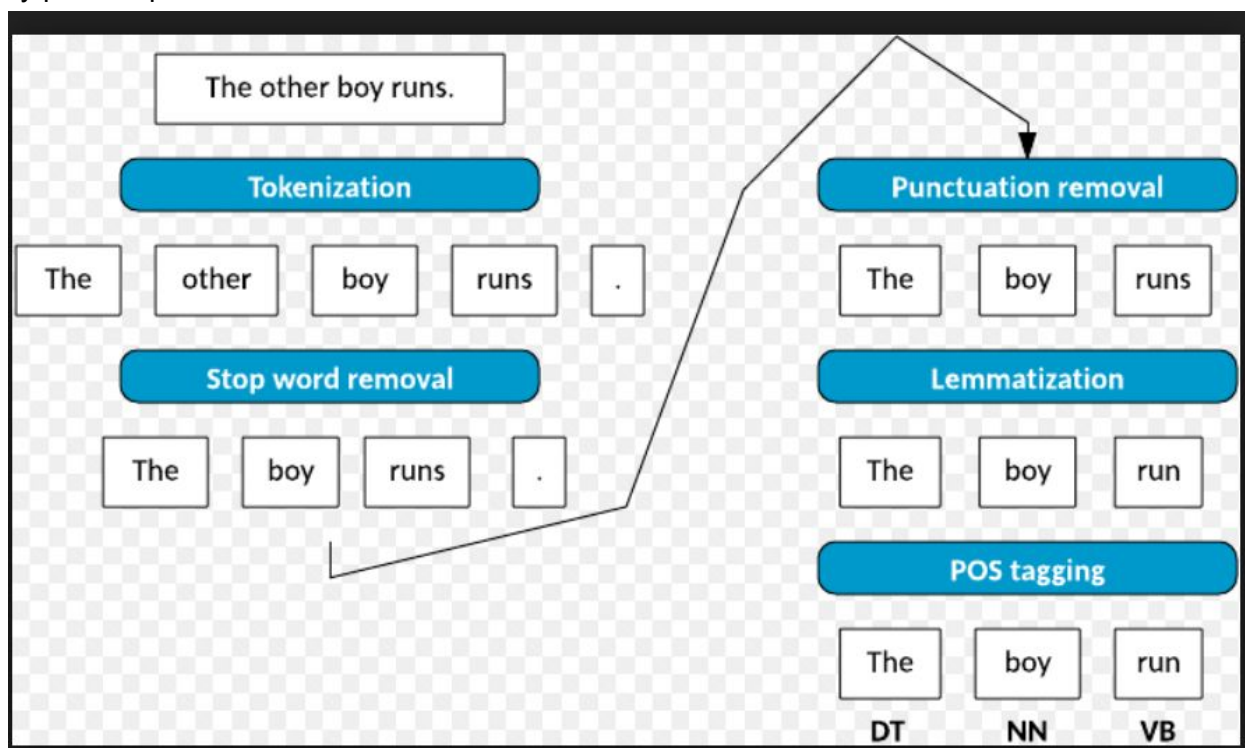 The other boy runs.
Tokenization
The other boy runs .
Stop word removal
The boy runs .
Punctuation removal
The boy runs
Lemmatization
The boy run
POS tagging
The boy run
DT NN VB